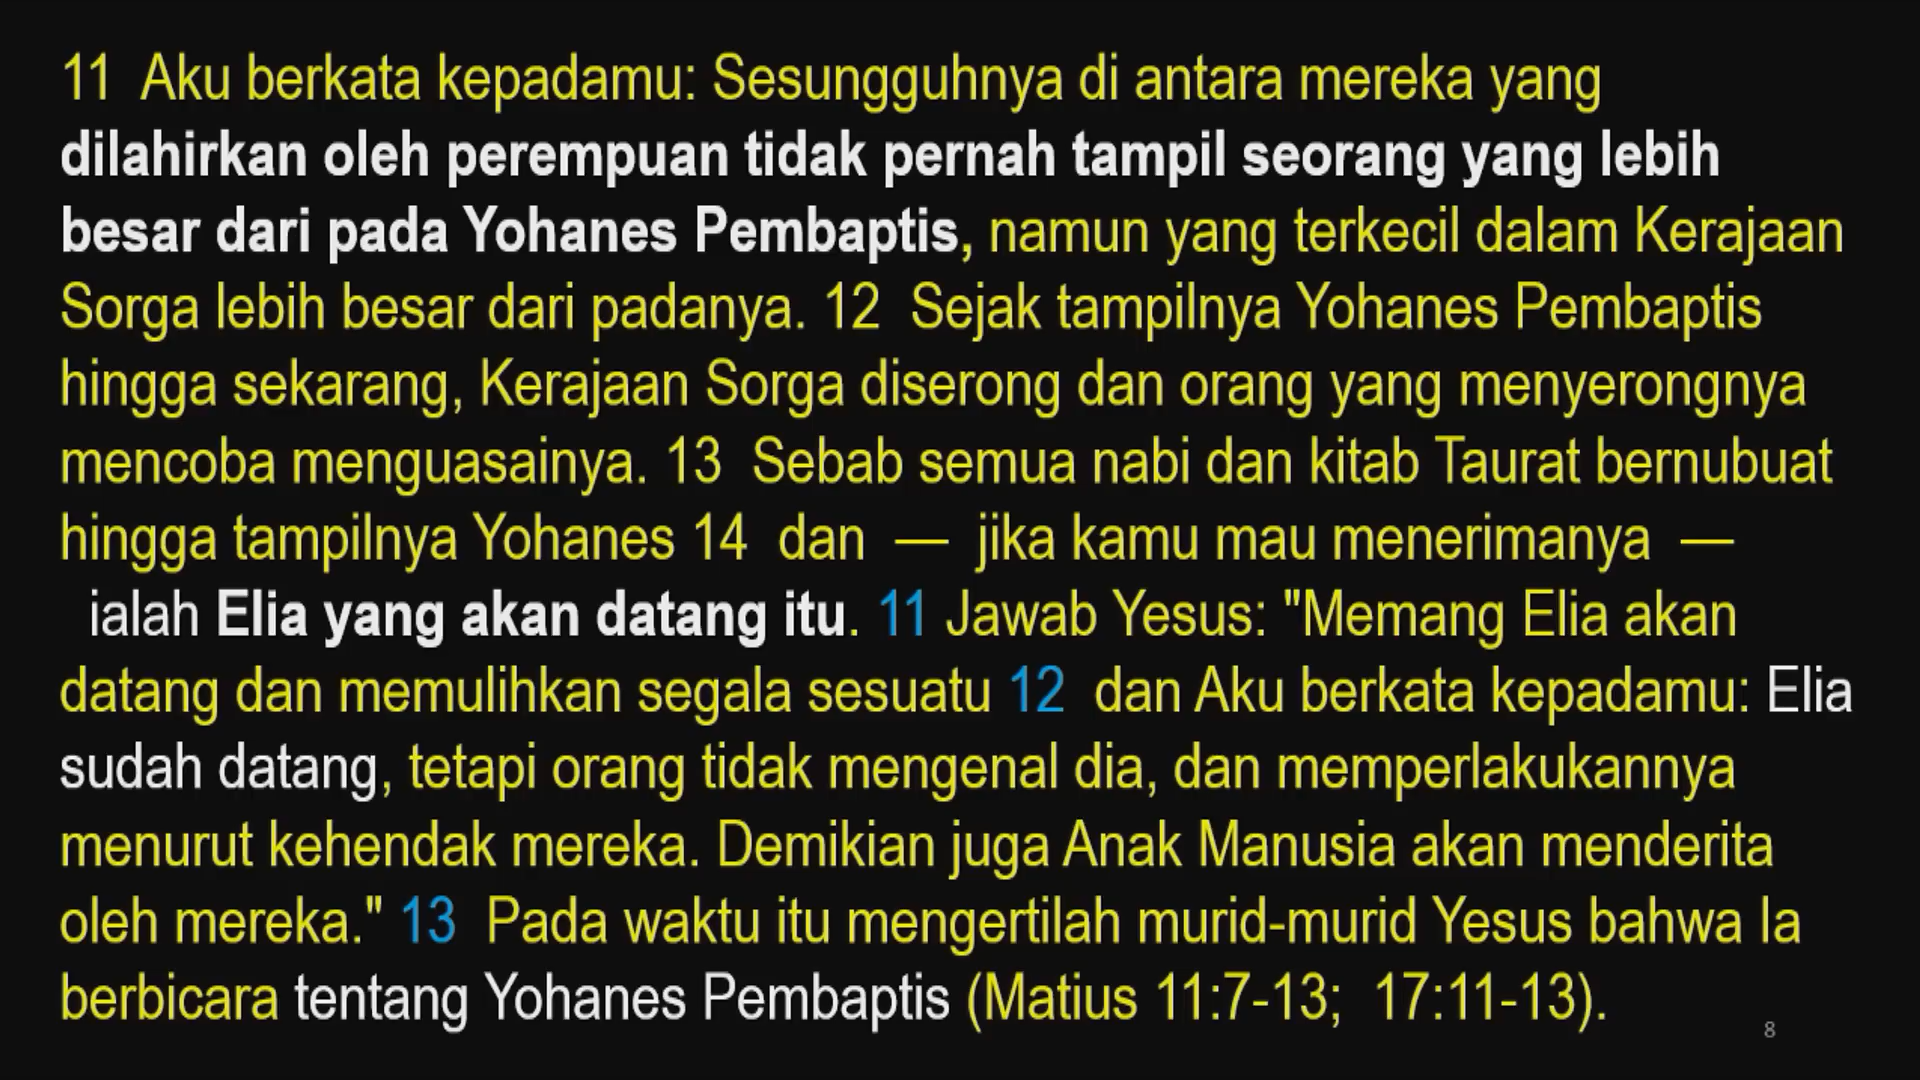 11  Aku berkata kepadamu: Sesungguhnya di antara mereka yang
dilahirkan oleh perempuan tidak pernah tampil seorang yang lebih
besar dari pada Yohanes Pembaptis, namun yang terkecil dalam Kerajaan
Sorga lebih besar dari padanya. 12  Sejak tampilnya Yohanes Pembaptis
hingga sekarang, Kerajaan Sorga diserong dan orang yang menyerongnya
mencoba menguasainya. 13  Sebab semua nabi dan kitab Taurat bernubuat
hingga tampilnya Yohanes 14  dan  —  jika kamu mau menerimanya  —
ialah Elia yang akan datang itu. 11 Jawab Yesus: "Memang Elia akan
datang dan memulihkan segala sesuatu 12  dan Aku berkata kepadamu: Elia
sudah datang, tetapi orang tidak mengenal dia, dan memperlakukannya
menurut kehendak mereka. Demikian juga Anak Manusia akan menderita
oleh mereka." 13  Pada waktu itu mengertilah murid-murid Yesus bahwa Ia
berbicara tentang Yohanes Pembaptis (Matius 11:7-13;  17:11-13).
8